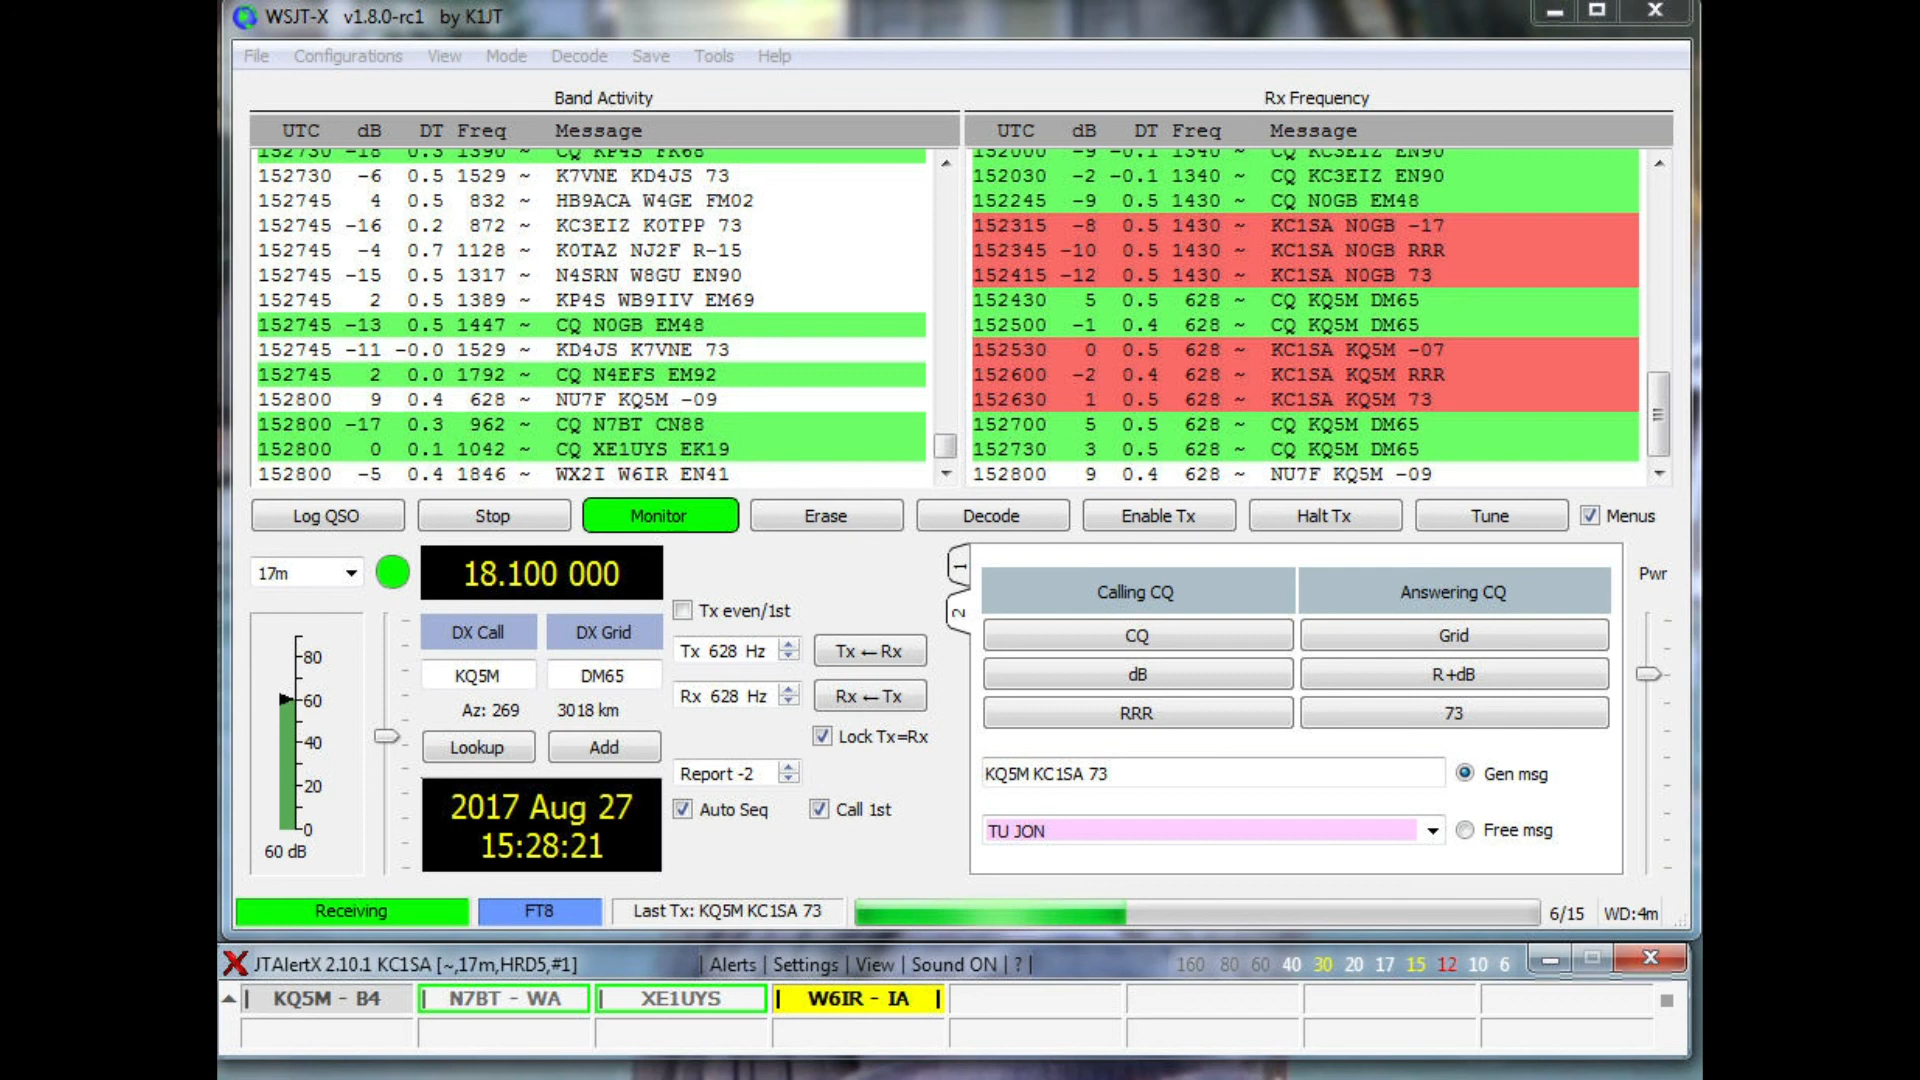 WSJT-X v1.8.0-rc1 by K1JT
File Configurations View Mode Decode Save Tools Help
Band Activity
UTC dB DT Freq Message
152730 -18 0.3 1390 ~ CQ KP4S FK68
152730 -6 0.5 1529 ~ K7VNE KD4JS 73
152745 4 0.5 832 ~ HB9ACA W4GE FM02
152745 -16 0.2 872 ~ KC3EIZ K0TPP 73
152745 -4 0.7 1128 ~ K0TAZ NJ2F R-15
152745 -15 0.5 1317 ~ N4SRN W8GU EN90
152745 2 0.5 1389 ~ KP4S WB9IIV EM69
152745 -13 0.5 1447 ~ CQ N0GB EM48
152745 -11 -0.0 1529 ~ KD4JS K7VNE 73
152745 2 0.0 1792 ~ CQ N4EFS EM92
152800 9 0.4 628 ~ NU7F KQ5M -09
152800 -17 0.3 962 ~ CQ N7BT CN88
152800 0 0.1 1042 ~ CQ XE1UYS EK19
152800 -5 0.4 1846 ~ WX2I W6IR EN41
Rx Frequency
UTC dB DT Freq Message
152000 -9 -0.1 1340 ~ CQ KC3EIZ EN90
152030 -2 -0.1 1340 ~ CQ KC3EIZ EN90
152245 -9 0.5 1430 ~ CQ N0GB EM48
152315 -8 0.5 1430 ~ KC1SA N0GB -17
152345 -10 0.5 1430 ~ KC1SA N0GB RRR
152415 -12 0.5 1430 ~ KC1SA N0GB 73
152430 5 0.5 628 ~ CQ KQ5M DM65
152500 -1 0.4 628 ~ CQ KQ5M DM65
152530 0 0.5 628 ~ KC1SA KQ5M -07
152600 -2 0.4 628 ~ KC1SA KQ5M RRR
152630 1 0.5 628 ~ KC1SA KQ5M 73
152700 5 0.5 628 ~ CQ KQ5M DM65
152730 3 0.5 628 ~ CQ KQ5M DM65
152800 9 0.4 628 ~ NU7F KQ5M -09
Log QSO Stop Monitor Erase Decode Enable Tx Halt Tx Tune Menus
17m
18.100 000
80
60
40
20
0
60 dB
DX Call DX Grid
KQ5M DM65
Az: 269 3018 km
Lookup Add
2017 Aug 27
15:28:21
Tx even/1st
Tx 628 Hz Tx ← Rx
Rx 628 Hz Rx ← Tx
Lock Tx=Rx
Report -2
Auto Seq Call 1st
1
2
Calling CQ Answering CQ
CQ Grid
dB R+dB
RRR 73
KQ5M KC1SA 73 Gen msg
TU JON Free msg
Pwr
Receiving FT8 Last Tx: KQ5M KC1SA 73 6/15 WD:4m
JTAlertX 2.10.1 KC1SA [~,17m,HRD5,#1] | Alerts | Settings | View | Sound ON | ? | 160 80 60 40 30 20 17 15 12 10 6
KQ5M - B4 N7BT - WA XE1UYS W6IR - IA